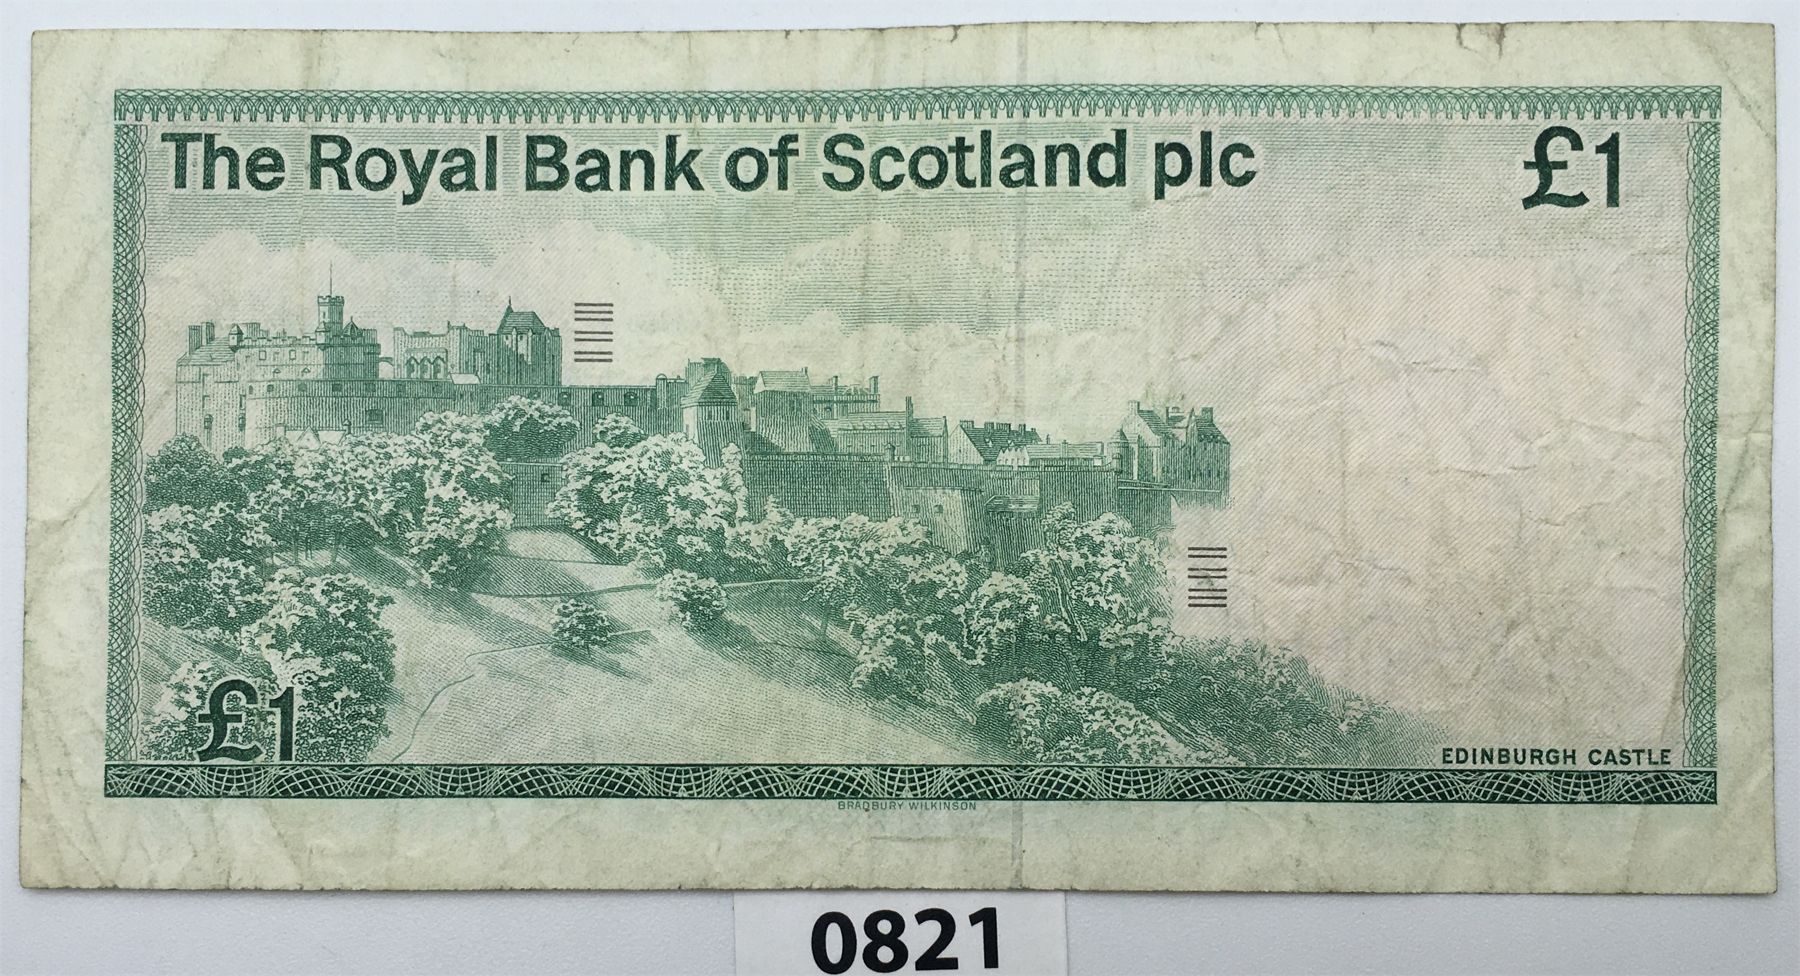 The Royal Bank of Scotland plc
£1
£1
EDINBURGH CASTLE
BRADBURY WILKINSON
0821